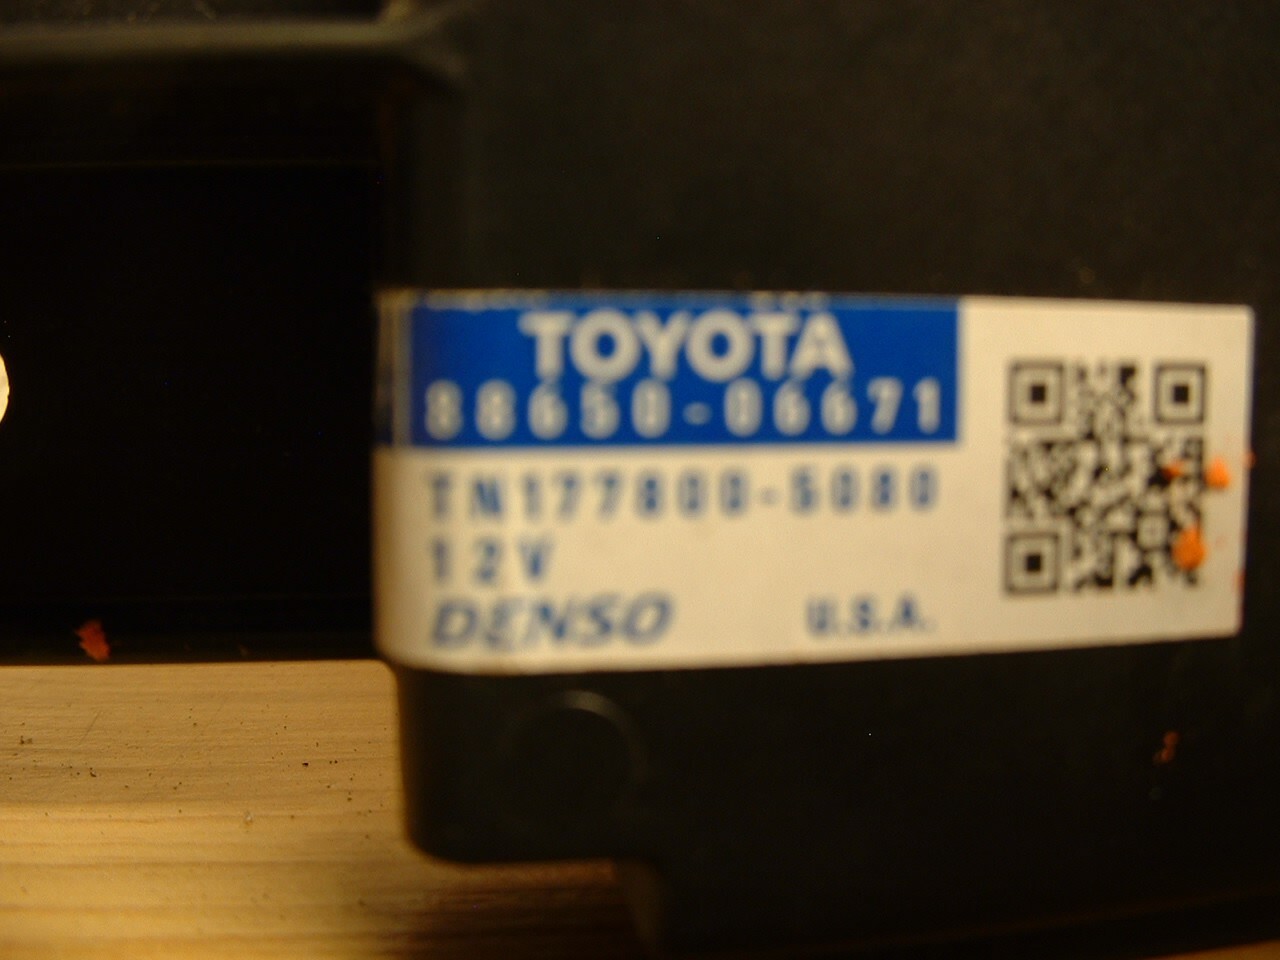 TOYOTA
88650-06671
TN177800-5080
12V
DENSO U.S.A.